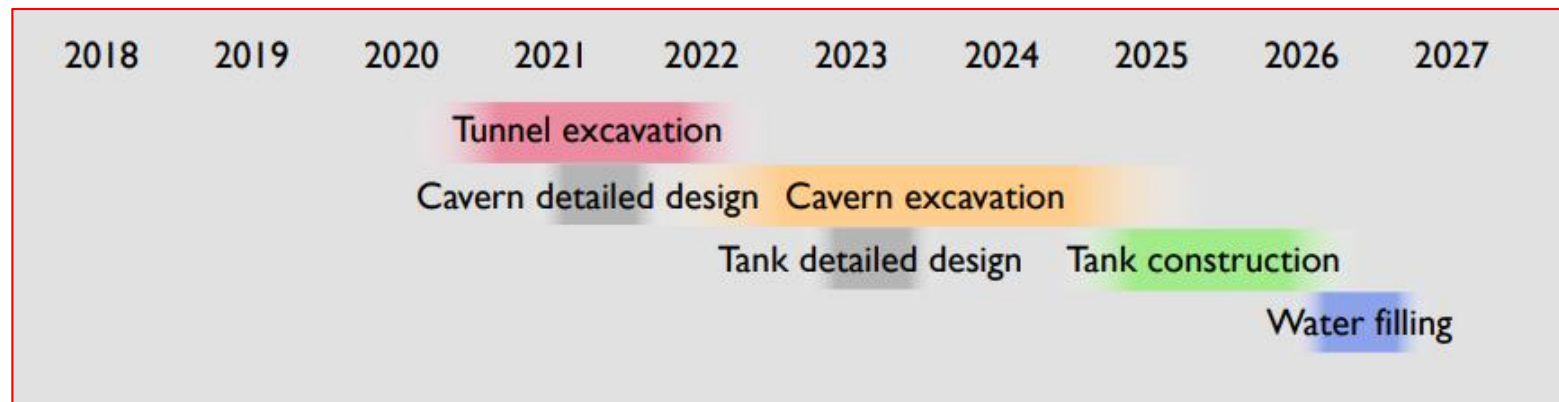 2018 2019 2020 2021 2022 2023 2024 2025 2026 2027
Tunnel excavation
Cavern detailed design Cavern excavation
Tank detailed design Tank construction
Water filling